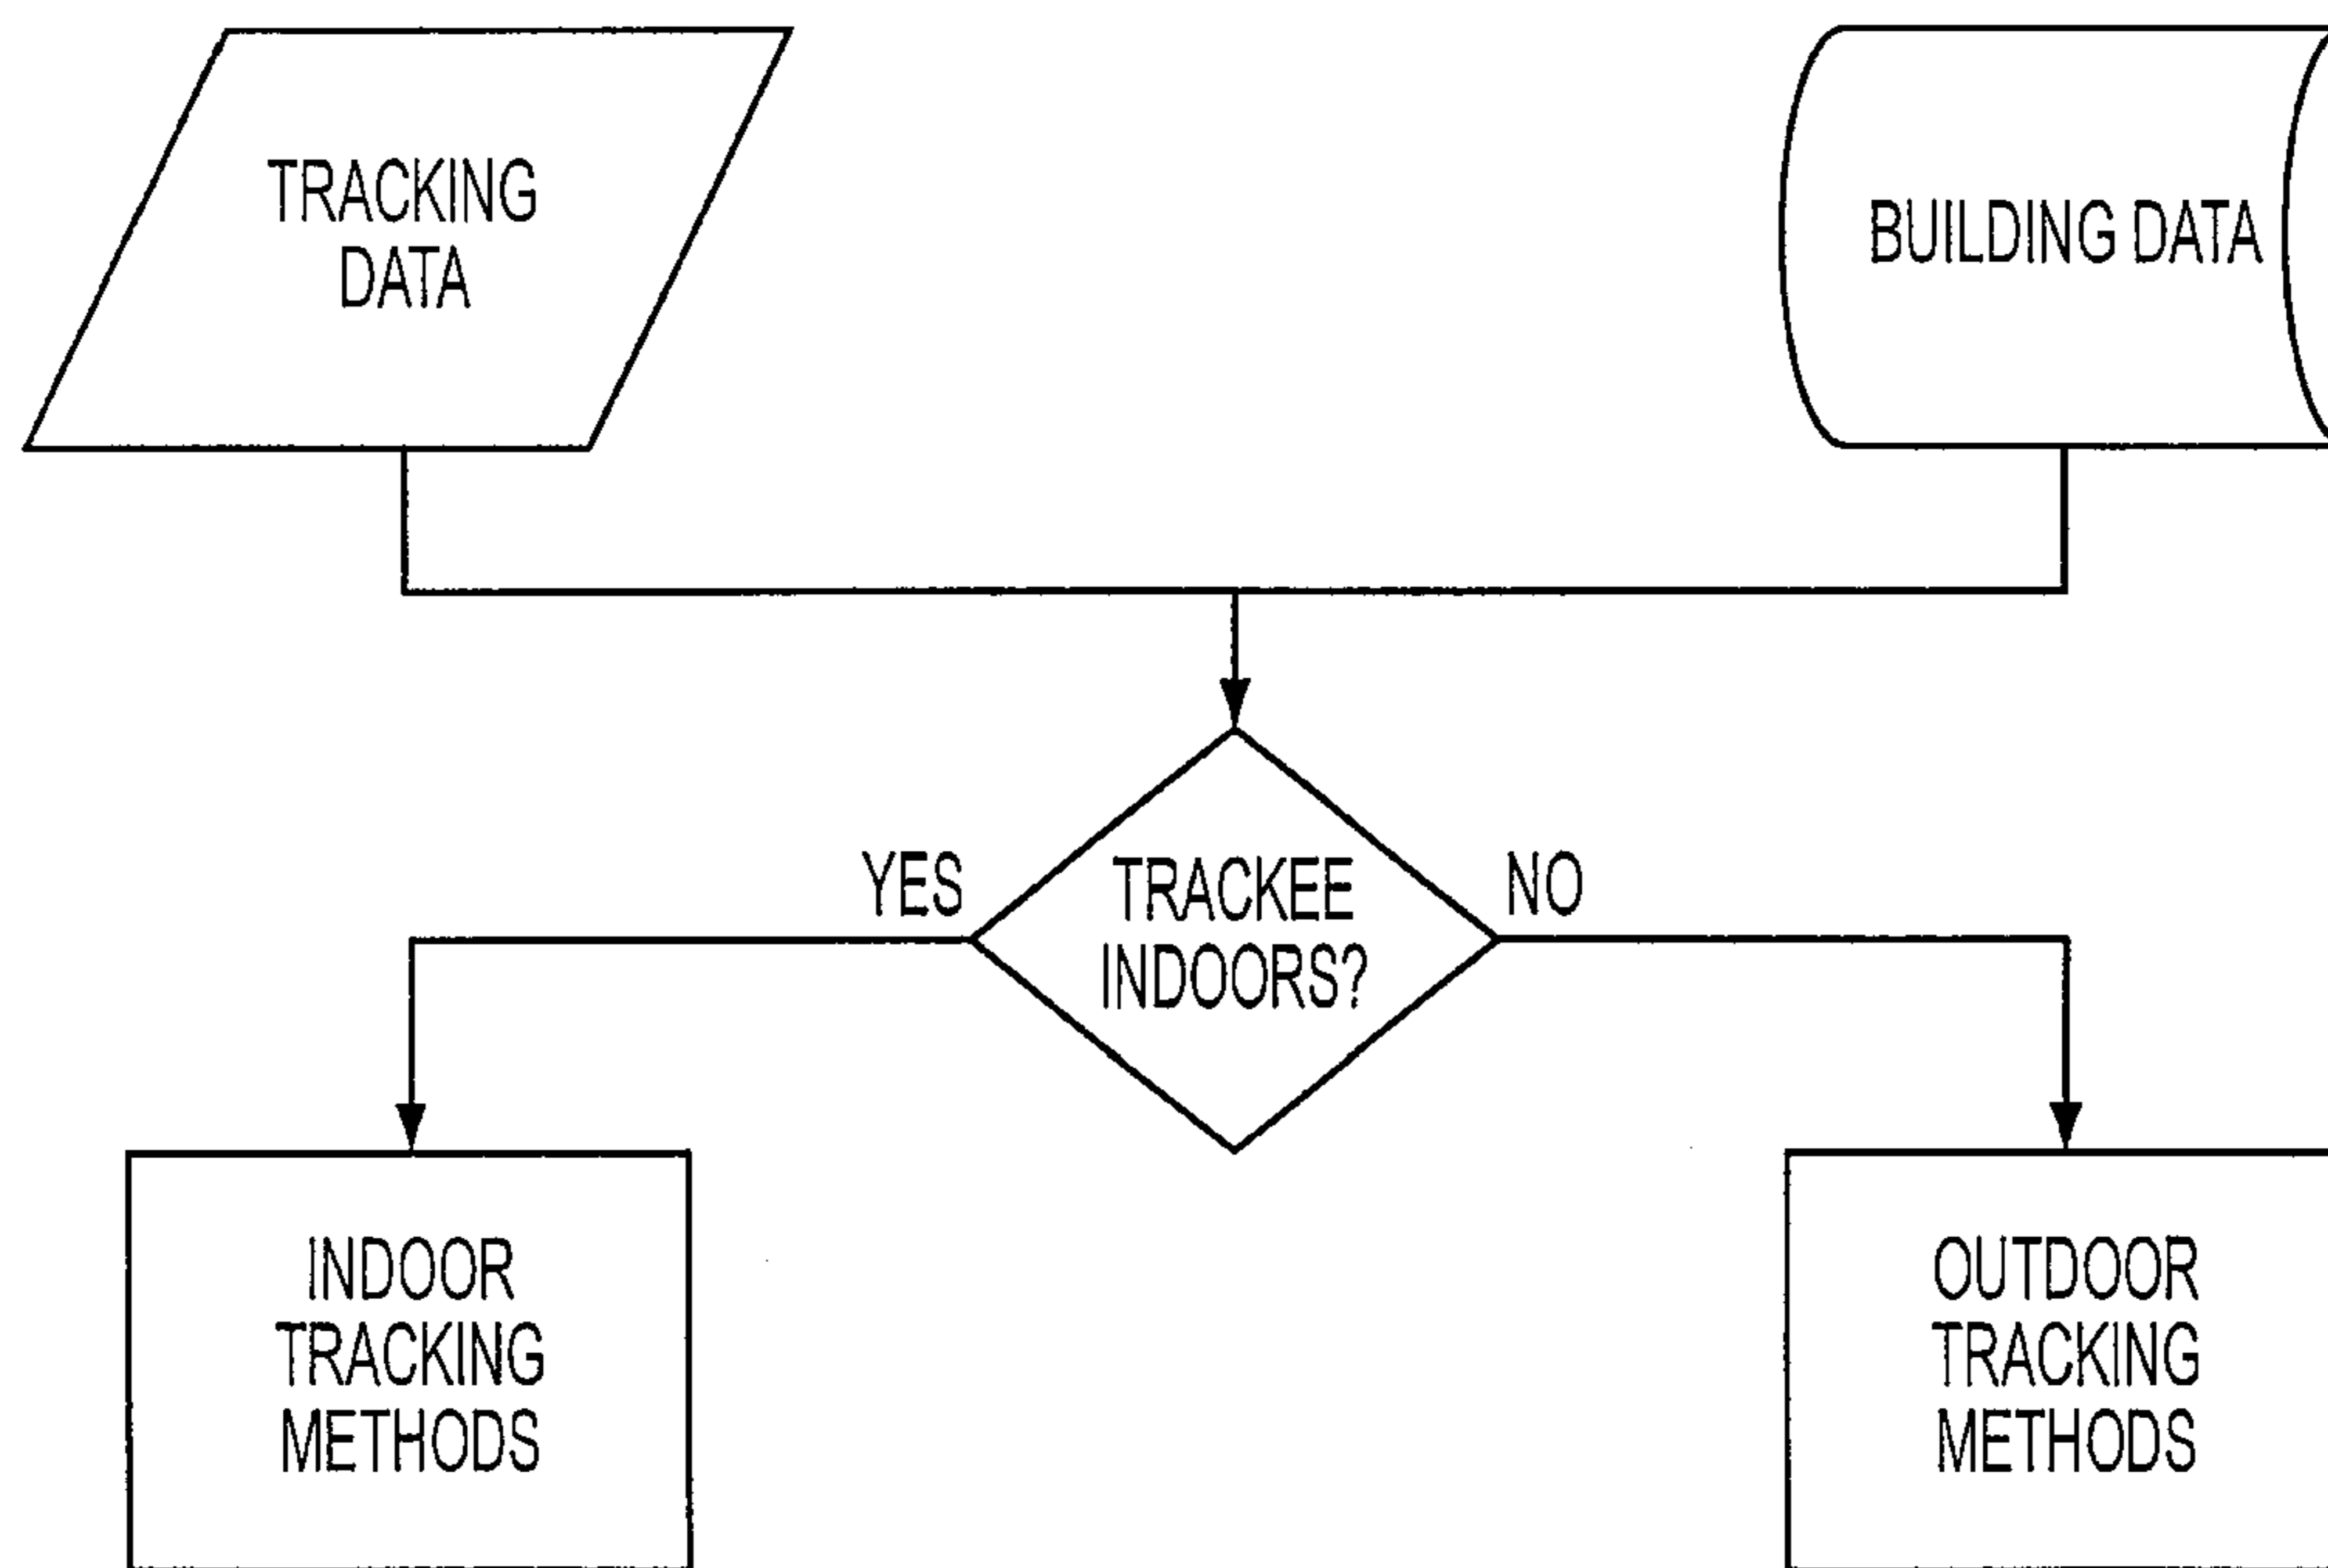 TRACKING
DATA
BUILDING DATA
YES
TRACKEE
INDOORS?
NO
INDOOR
TRACKING
METHODS
OUTDOOR
TRACKING
METHODS